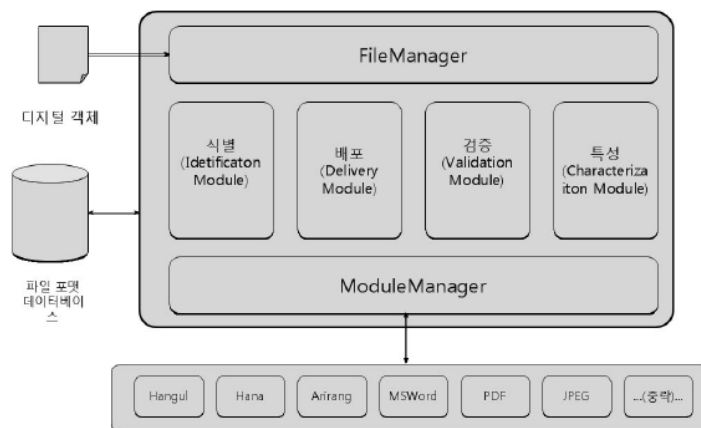 FileManager
디지털 객체
식별
(Idetificaton
Module)
배포
(Delivery
Module)
검증
(Validation
Module)
특성
(Characteriza
iton Module)
파일 포맷
데이터베이
스
ModuleManager
Hangul
Hana
Arirang
MSWord
PDF
JPEG
...(중략)...